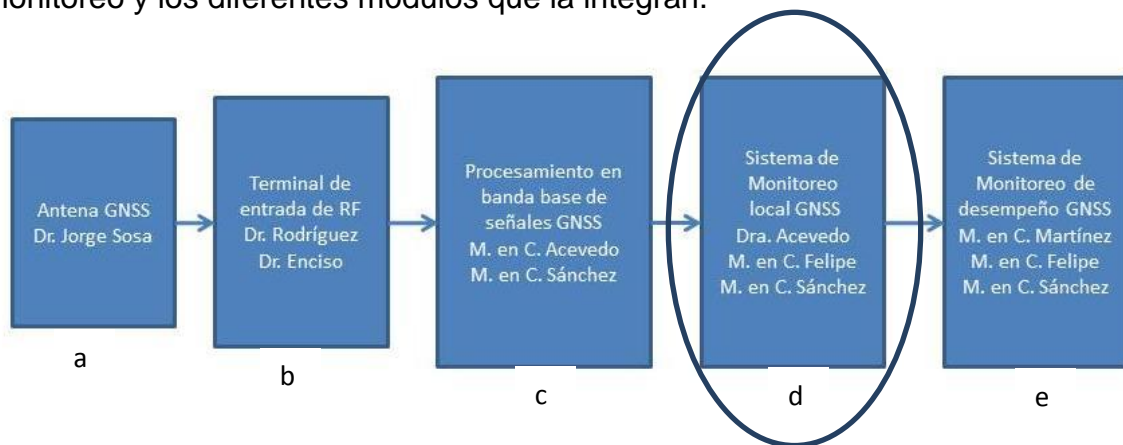 monitoreo y los diferentes módulos que la integran.
Antena GNSS
Dr. Jorge Sosa
a
Terminal de
entrada de RF
Dr. Rodríguez
Dr. Enciso
b
Procesamiento en
banda base de
señales GNSS
M. en C. Acevedo
M. en C. Sánchez
c
Sistema de
Monitoreo
local GNSS
Dra. Acevedo
M. en C. Felipe
M. en C. Sánchez
d
Sistema de
Monitoreo de
desempeño GNSS
M. en C. Martínez
M. en C. Felipe
M. en C. Sánchez
e